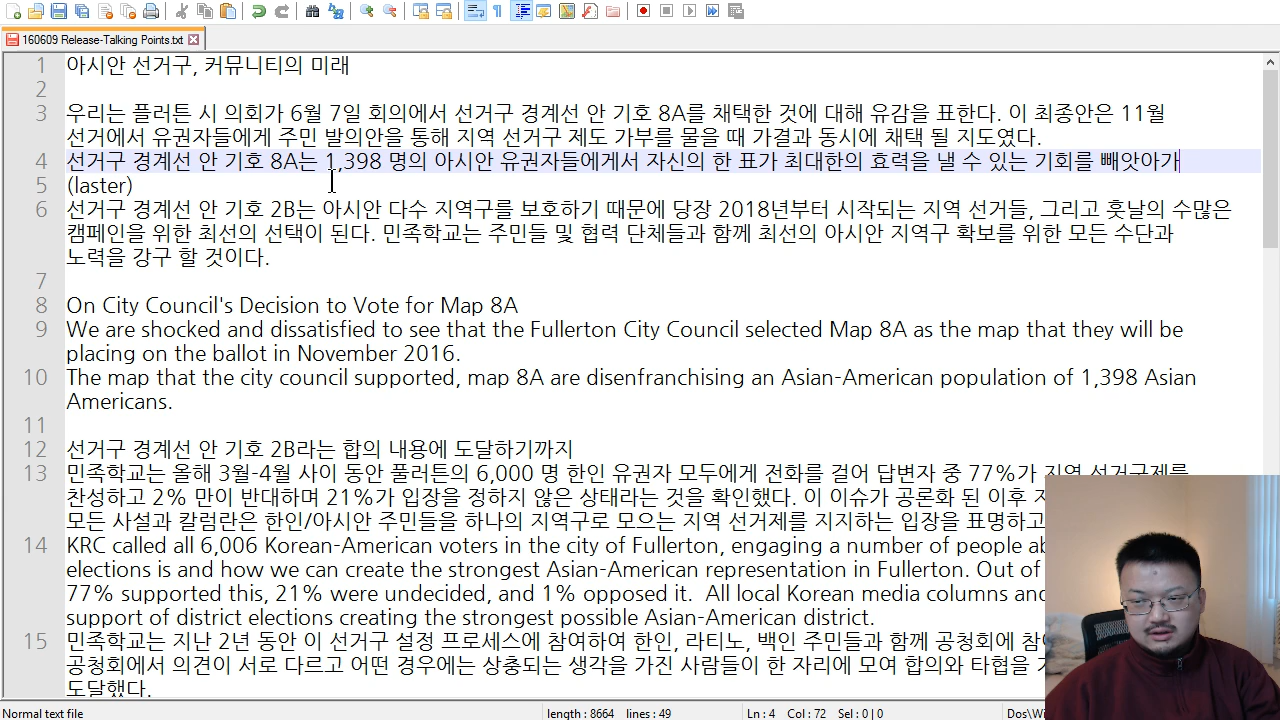 160609 Release-Talking Points.txt
1 아시안 선거구, 커뮤니티의 미래
2
3 우리는 플러튼 시 의회가 6월 7일 회의에서 선거구 경계선 안 기호 8A를 채택한 것에 대해 유감을 표한다. 이 최종안은 11월
선거에서 유권자들에게 주민 발의안을 통해 지역 선거구 제도 가부를 물을 때 가결과 동시에 채택 될 지도였다.
4 선거구 경계선 안 기호 8A는 1,398 명의 아시안 유권자들에게서 자신의 한 표가 최대한의 효력을 낼 수 있는 기회를 빼앗아가
5 (laster)
6 선거구 경계선 안 기호 2B는 아시안 다수 지역구를 보호하기 때문에 당장 2018년부터 시작되는 지역 선거들, 그리고 훗날의 수많은
캠페인을 위한 최선의 선택이 된다. 민족학교는 주민들 및 협력 단체들과 함께 최선의 아시안 지역구 확보를 위한 모든 수단과
노력을 강구 할 것이다.
7
8 On City Council's Decision to Vote for Map 8A
9 We are shocked and dissatisfied to see that the Fullerton City Council selected Map 8A as the map that they will be
placing on the ballot in November 2016.
10 The map that the city council supported, map 8A are disenfranchising an Asian-American population of 1,398 Asian
Americans.
11
12 선거구 경계선 안 기호 2B라는 합의 내용에 도달하기까지
13 민족학교는 올해 3월-4월 사이 동안 풀러튼의 6,000 명 한인 유권자 모두에게 전화를 걸어 답변자 중 77%가 지역 선거구제를
찬성하고 2% 만이 반대하며 21%가 입장을 정하지 않은 상태라는 것을 확인했다. 이 이슈가 공론화 된 이후
모든 사설과 칼럼란은 한인/아시안 주민들을 하나의 지역구로 모으는 지역 선거제를 지지하는 입장을 표명하고
14 KRC called all 6,006 Korean-American voters in the city of Fullerton, engaging a number of people
elections is and how we can create the strongest Asian-American representation in Fullerton. Out of
77% supported this, 21% were undecided, and 1% opposed it. All local Korean media columns and
support of district elections creating the strongest possible Asian-American district.
15 민족학교는 지난 2년 동안 이 선거구 설정 프로세스에 참여하여 한인, 라티노, 백인 주민들과 함께 공청회에
공청회에서 의견이 서로 다르고 어떤 경우에는 상충되는 생각을 가진 사람들이 한 자리에 모여 합의와 타협을
도달했다.
Normal text file length : 8664 lines : 49 Ln : 4 Col : 72 Sel : 0 | 0